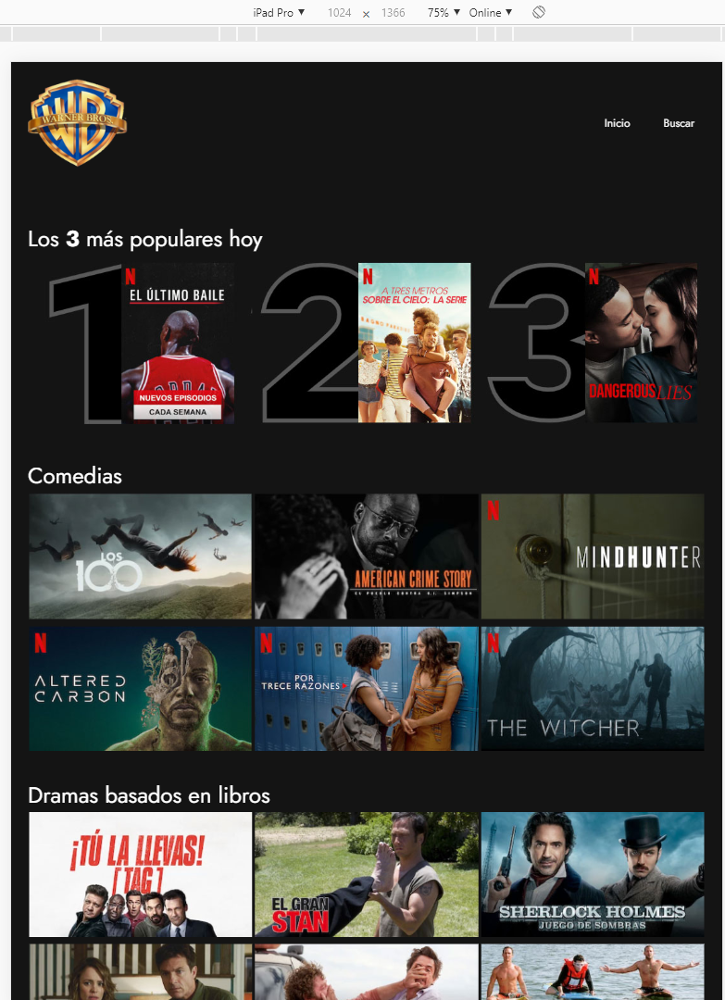 iPad Pro ▼ 1024 x 1366 75% ▼ Online ▼
WARNER BROS.
Inicio Buscar
Los 3 más populares hoy
1
N
EL ÚLTIMO BAILE
NUEVOS EPISODIOS
CADA SEMANA
2
N
A TRES METROS
SOBRE EL CIELO: LA SERIE
3
N
DANGEROUS LIES
Comedias
LOS
100
AMERICAN CRIME STORY
EL PUEBLO CONTRA O.J. SIMPSON
N
MINDHUNTER
N
ALTERED
CARBON
N
POR
TRECE RAZONES
N
THE WITCHER
Dramas basados en libros
¡TÚ LA LLEVAS!
[TAG]
EL GRAN
STAN
SHERLOCK HOLMES
JUEGO DE SOMBRAS